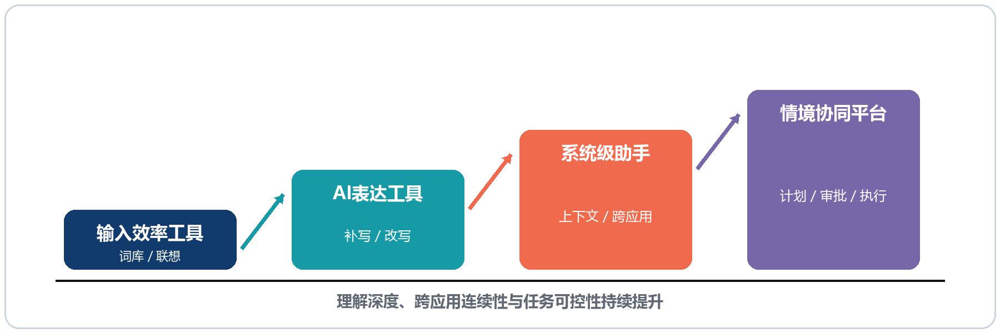 输入效率工具
词库 / 联想
AI表达工具
补写 / 改写
系统级助手
上下文 / 跨应用
情境协同平台
计划 / 审批 / 执行
理解深度、跨应用连续性与任务可控性持续提升